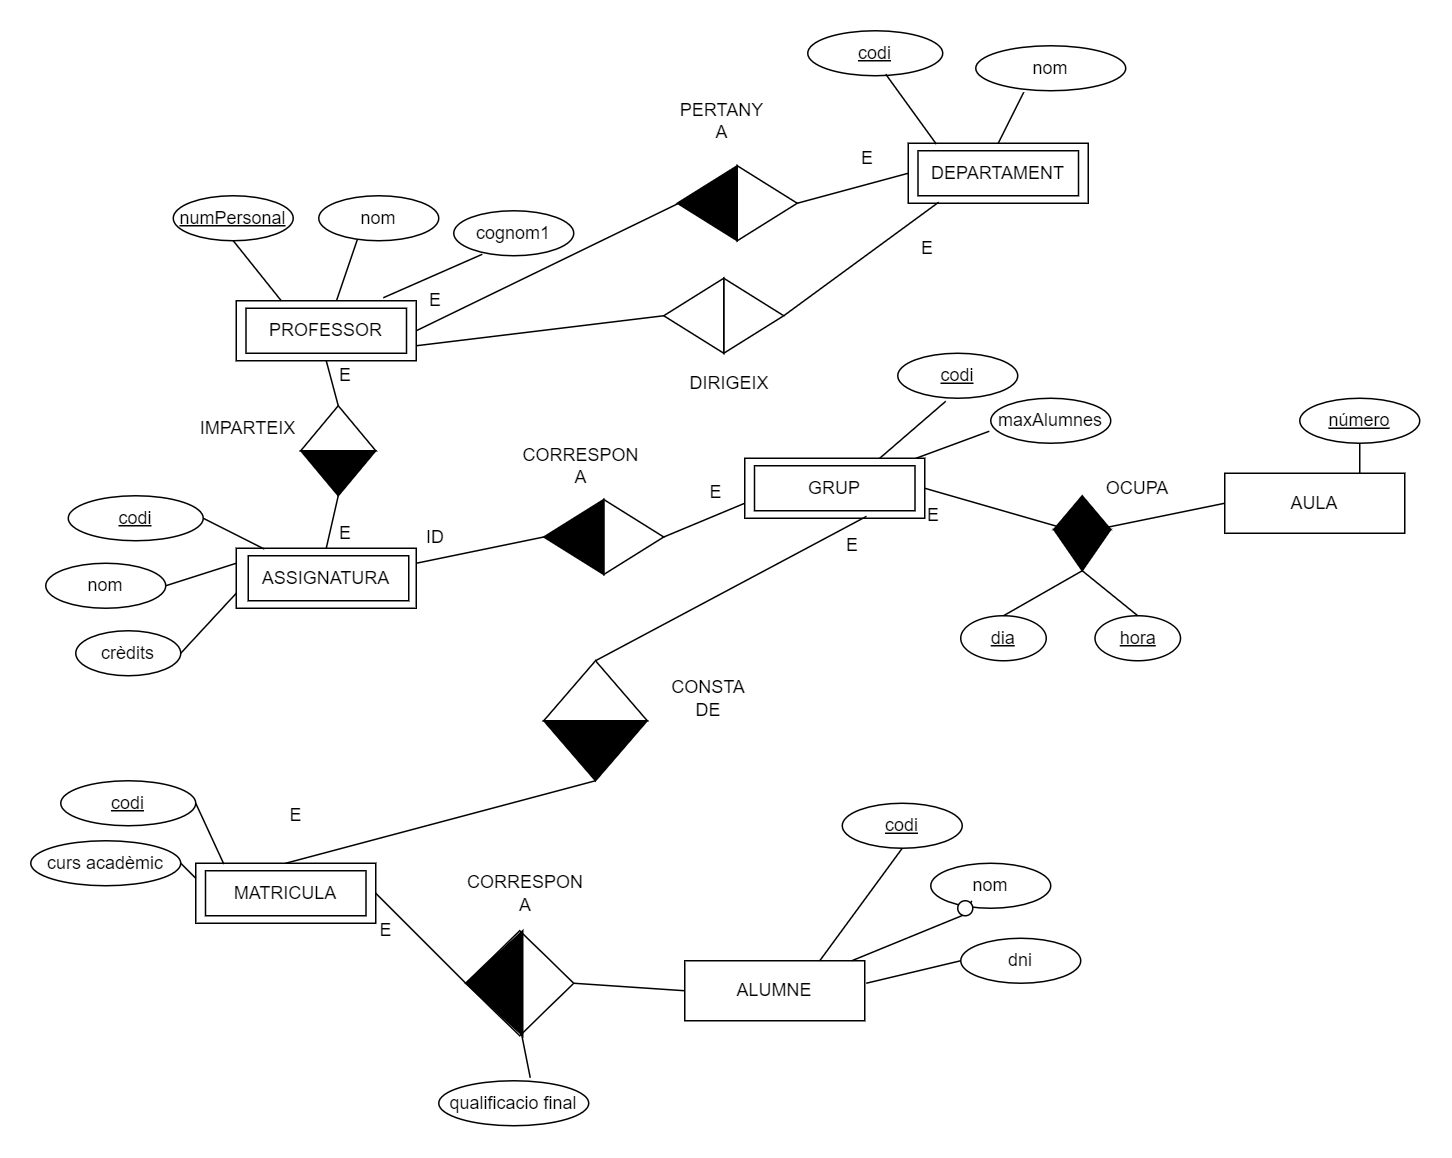 codi
nom
PERTANY
A
E
DEPARTAMENT
numPersonal
nom
cognom1
E
E
PROFESSOR
E
DIRIGEIX
codi
IMPARTEIX
maxAlumnes
número
CORRESPON
A
E
GRUP
OCUPA
AULA
codi
E
ID
E
E
nom
ASSIGNATURA
crèdits
dia
hora
CONSTA
DE
codi
E
curs acadèmic
MATRICULA
CORRESPON
A
E
codi
nom
dni
ALUMNE
qualificacio final